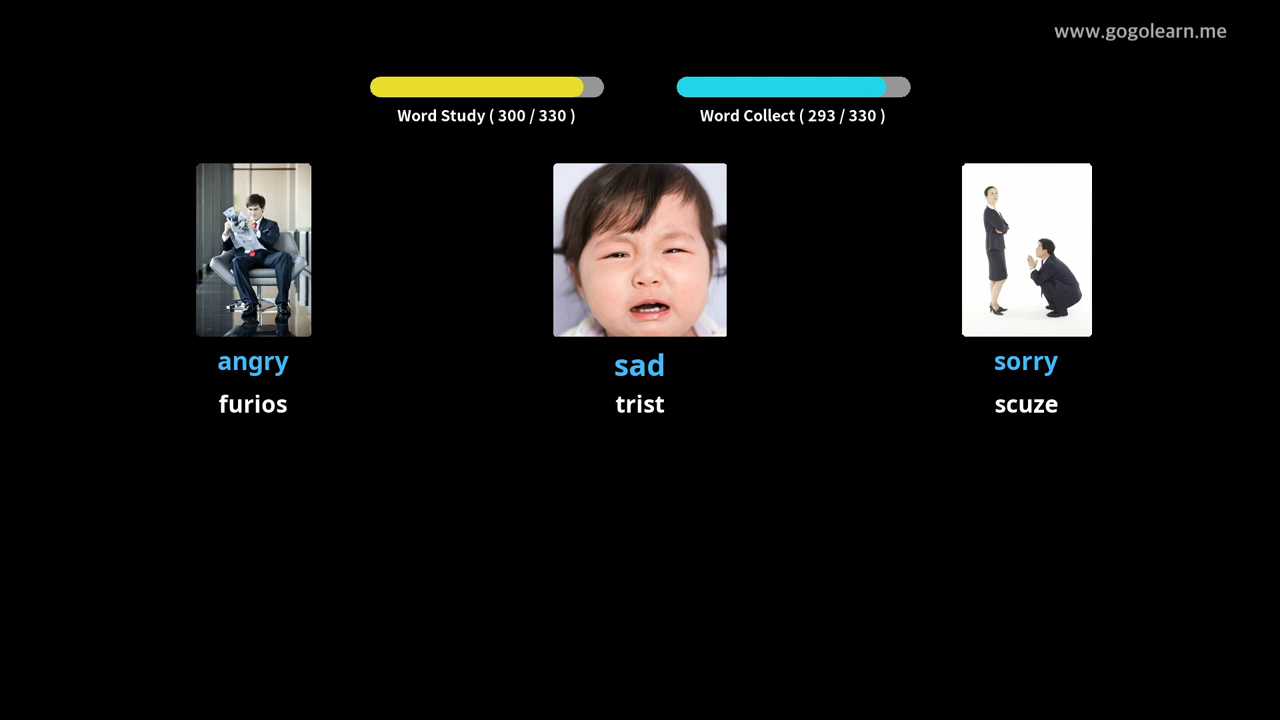 www.gogolearn.me
Word Study ( 300 / 330 )
Word Collect ( 293 / 330 )
angry
sad
sorry
furios
trist
scuze